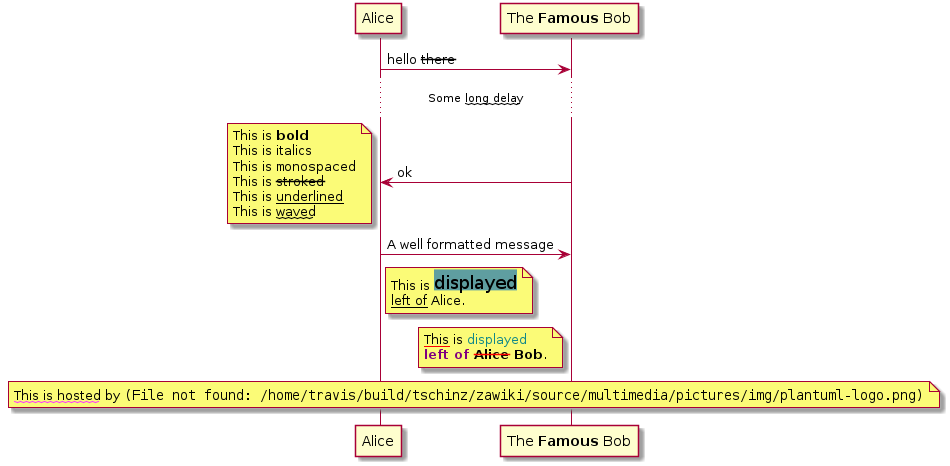 Alice
The Famous Bob
hello there
Some long delay
This is bold
This is italics
This is monospaced
This is stroked
This is underlined
This is waved
ok
A well formatted message
This is displayed
left of Alice.
This is displayed
left of Alice Bob.
This is hosted by (File not found: /home/travis/build/tschinz/zawiki/source/multimedia/pictures/img/plantuml-logo.png)
Alice
The Famous Bob